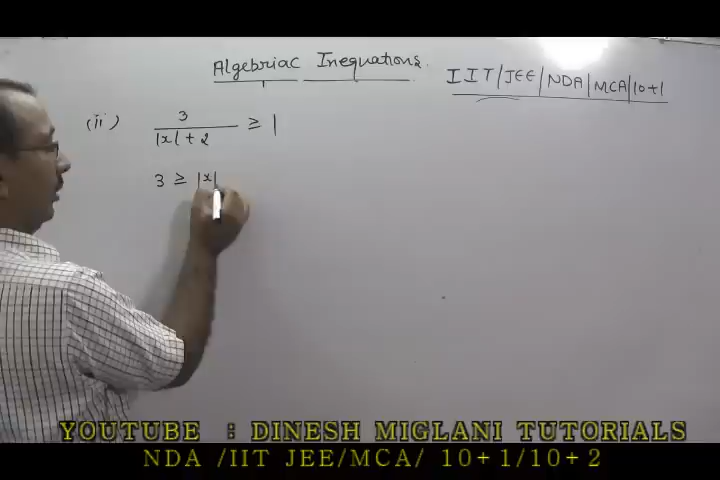 Algebriac Inequations.
IIT/JEE/NDA/MCA/10+1
(ii) 3/(|x|+2) ≥ 1
3 ≥ |x|
YOUTUBE : DINESH MIGLANI TUTORIALS
NDA /IIT JEE/MCA/ 10+1/10+2